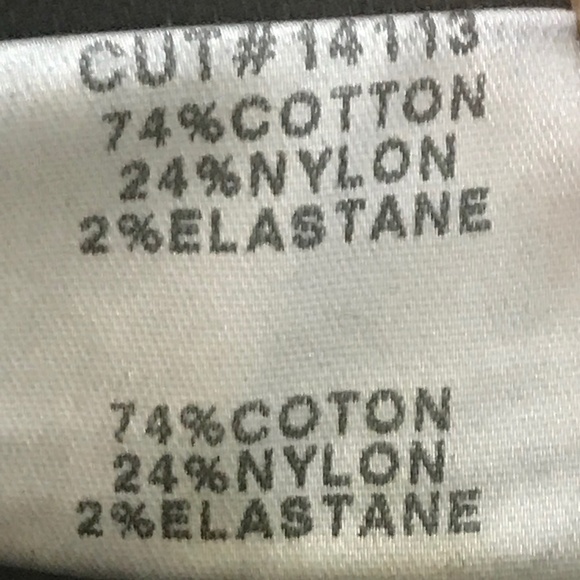 CUT#14113
74%COTTON
24%NYLON
2%ELASTANE
74%COTON
24%NYLON
2%ELASTANE